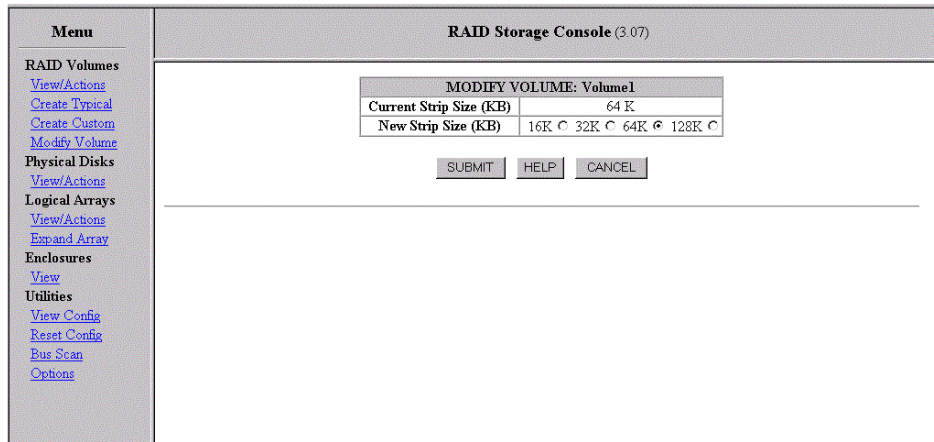 Menu
RAID Storage Console (3.07)
RAID Volumes
View/Actions
Create Typical
Create Custom
Modify Volume
Physical Disks
View/Actions
Logical Arrays
View/Actions
Expand Array
Enclosures
View
Utilities
View Config
Reset Config
Bus Scan
Options
MODIFY VOLUME: Volume1
Current Strip Size (KB) 64 K
New Strip Size (KB) 16K 32K 64K 128K
SUBMIT HELP CANCEL